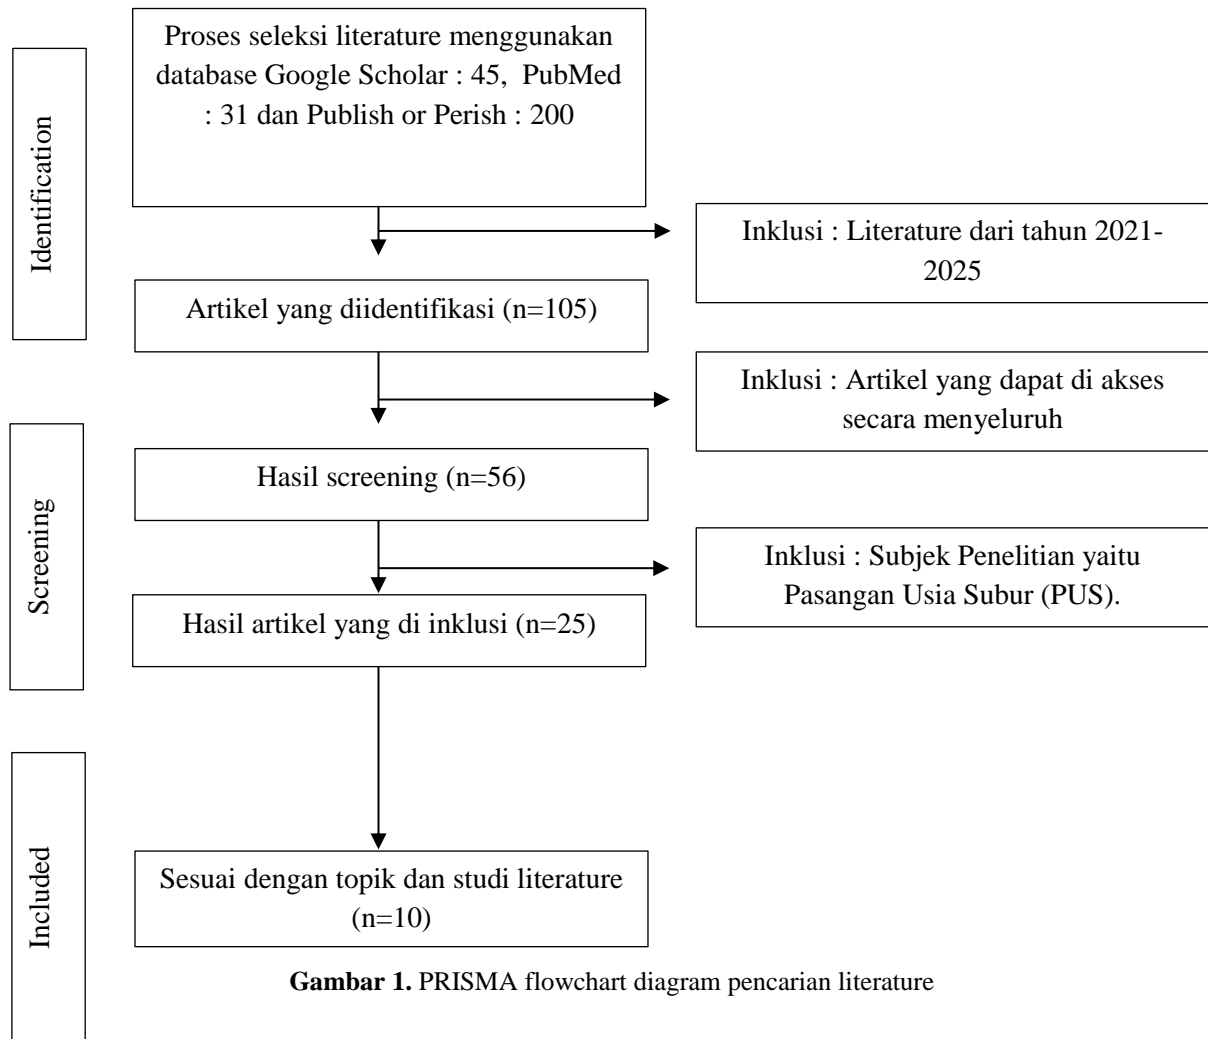 Identification
Proses seleksi literature menggunakan
database Google Scholar : 45, PubMed
: 31 dan Publish or Perish : 200
Inklusi : Literature dari tahun 2021-
2025
Artikel yang diidentifikasi (n=105)
Inklusi : Artikel yang dapat di akses
secara menyeluruh
Screening
Hasil screening (n=56)
Inklusi : Subjek Penelitian yaitu
Pasangan Usia Subur (PUS).
Hasil artikel yang di inklusi (n=25)
Included
Sesuai dengan topik dan studi literature
(n=10)
Gambar 1. PRISMA flowchart diagram pencarian literature